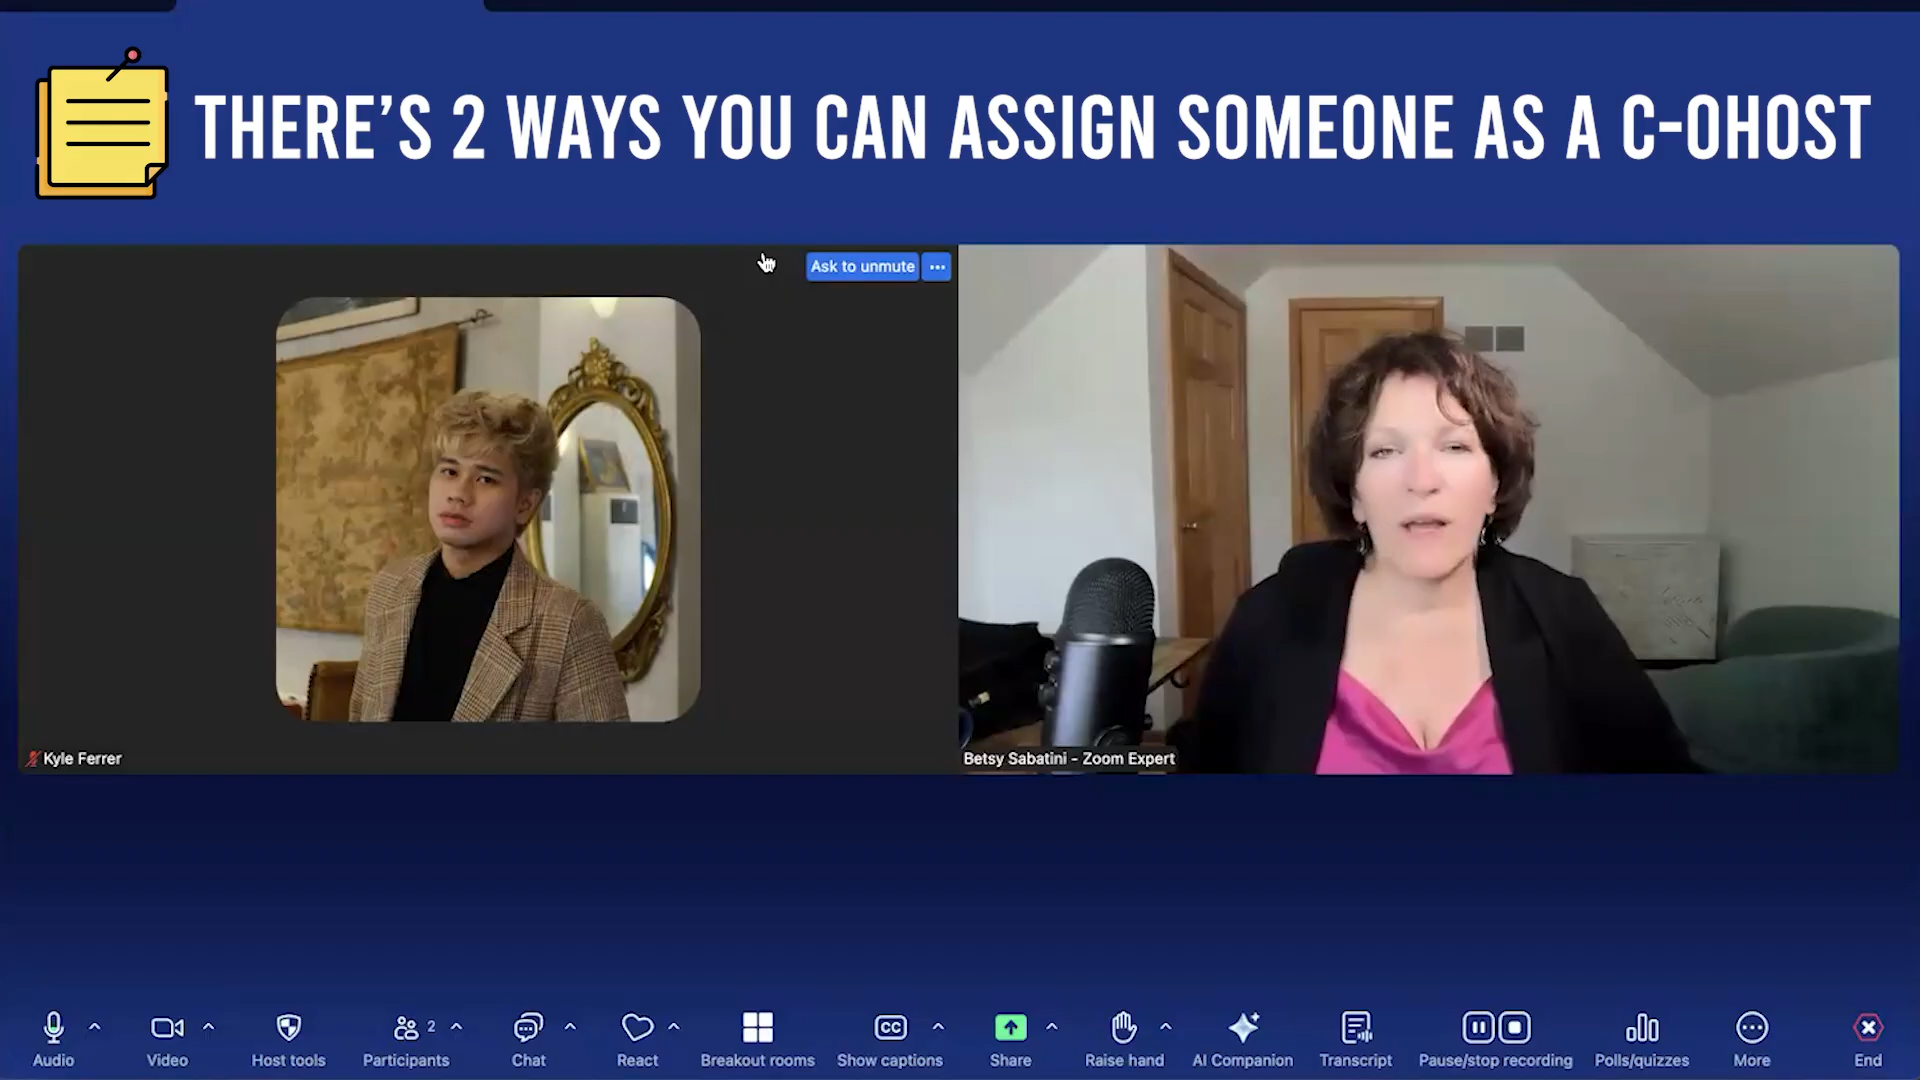 THERE'S 2 WAYS YOU CAN ASSIGN SOMEONE AS A C-OHOST
Ask to unmute
Kyle Ferrer
Betsy Sabatini - Zoom Expert
2
CC
Audio
Video
Host tools
Participants
Chat
React
Breakout rooms
Show captions
Share
Raise hand
AI Companion
Transcript
Pause/stop recording
Polls/quizzes
More
End